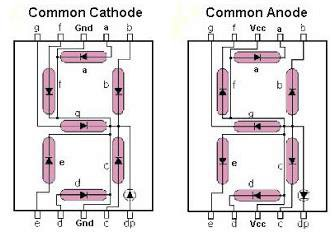 Common Cathode Common Anode
g f Gnd a b g f Vcc a b
a a
f b f b
g g
e c e c
d d
e d Gnd c dp e d Vcc c dp